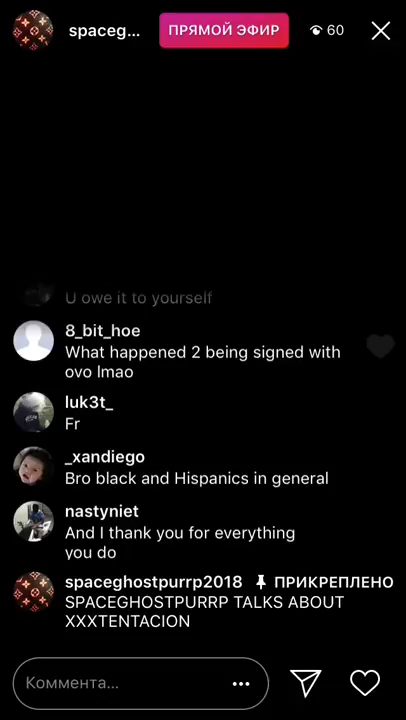 spaceg...
ПРЯМОЙ ЭФИР
60
U owe it to yourself
8_bit_hoe
What happened 2 being signed with
ovo lmao
luk3t_
Fr
_xandiego
Bro black and Hispanics in general
nastyniet
And I thank you for everything
you do
spaceghostpurrp2018 ПРИКРЕПЛЕНО
SPACEGHOSTPURRP TALKS ABOUT
XXXTENTACION
Коммента...